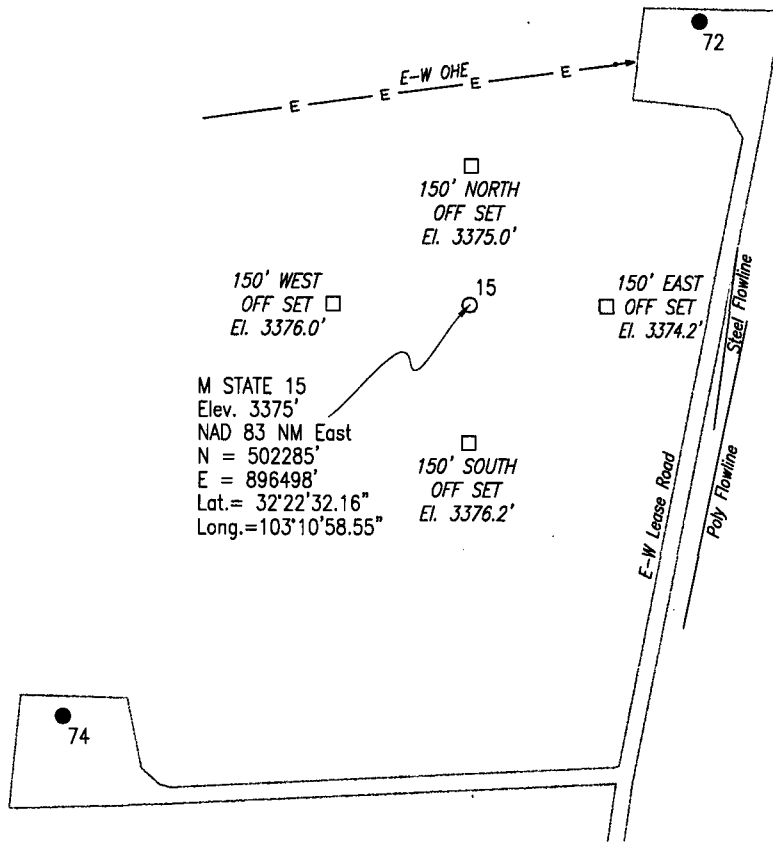 72
E-W OHE
E E E E
150' NORTH
OFF SET
El. 3375.0'
150' WEST
OFF SET
El. 3376.0'
15
150' EAST
OFF SET
El. 3374.2'
Steel Flowline
M STATE 15
Elev. 3375'
NAD 83 NM East
N = 502285'
E = 896498'
Lat.= 32°22'32.16"
Long.=103°10'58.55"
150' SOUTH
OFF SET
El. 3376.2'
E-W Lease Road
Poly Flowline
74